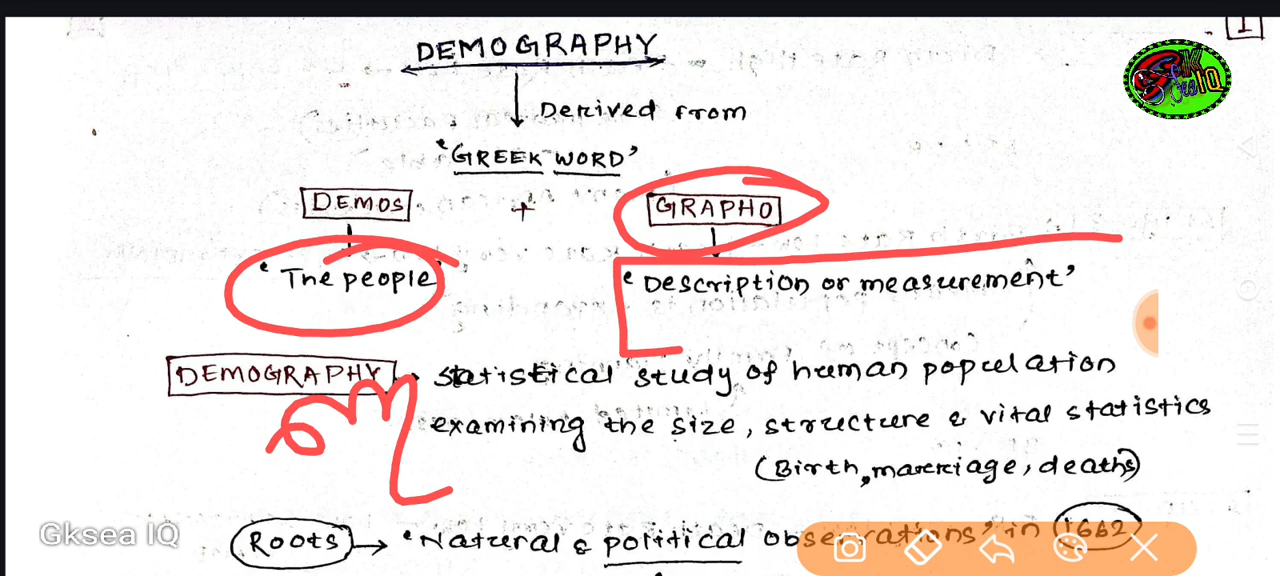 1
DEMOGRAPHY
Derived from
'GREEK WORD'
DEMOS + GRAPHO
'The people' 'Description or measurement'
DEMOGRAPHY : statistical study of human population
examining the size, structure & vital statistics
(Birth, marriage, deaths)
Gksea IQ
Roots → 'Natural & political observations' in 1662